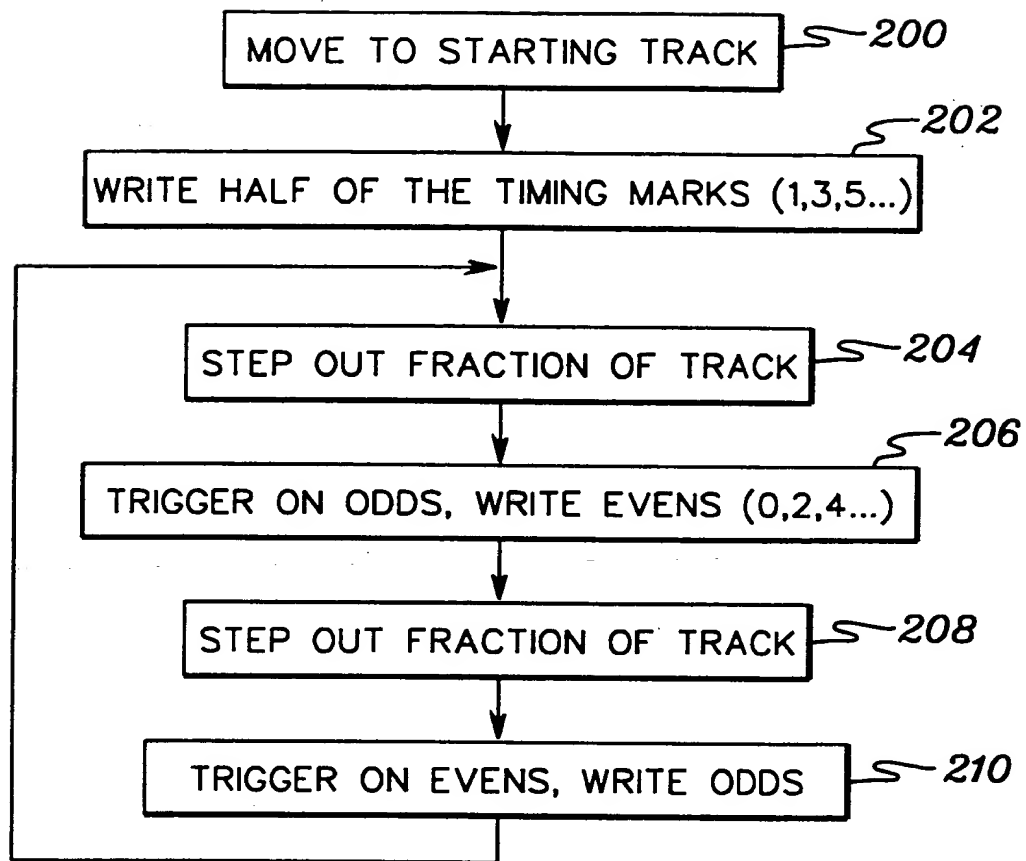 MOVE TO STARTING TRACK
200
202
WRITE HALF OF THE TIMING MARKS (1,3,5...)
STEP OUT FRACTION OF TRACK
204
206
TRIGGER ON ODDS, WRITE EVENS (0,2,4...)
STEP OUT FRACTION OF TRACK
208
TRIGGER ON EVENS, WRITE ODDS
210